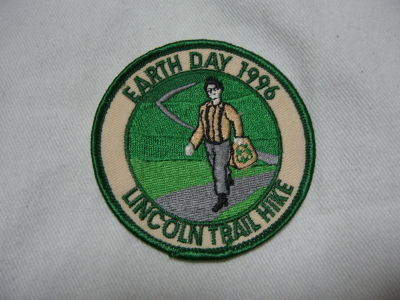 EARTH DAY 1996
LINCOLN TRAIL HIKE